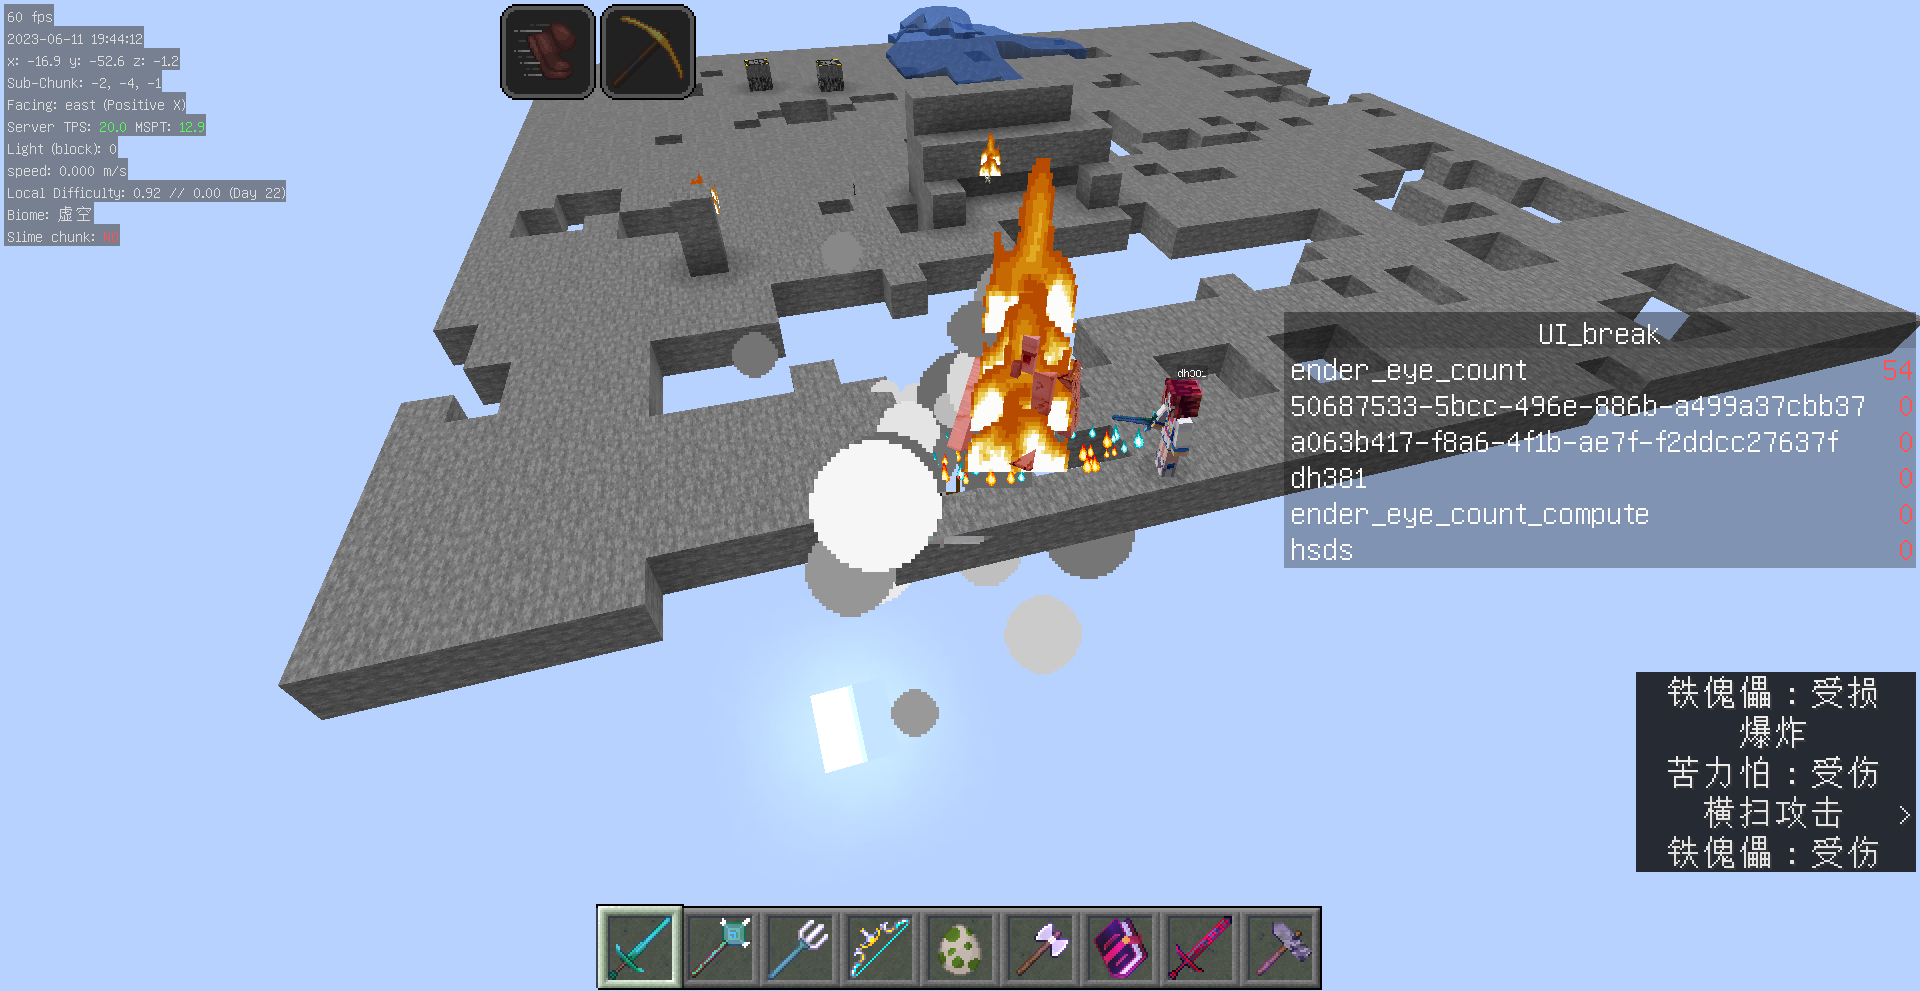 60 fps
2023-06-11 19:44:12
x: -16.9 y: -52.6 z: -1.2
Sub-Chunk: -2, -4, -1
Facing: east (Positive X)
Server TPS: 20.0 MSPT: 12.9
Light (block): 0
speed: 0.000 m/s
Local Difficulty: 0.92 // 0.00 (Day 22)
Biome: 虚空
Slime chunk:
UI_break
ender_eye_count 54
50687533-5bcc-496e-886b-a499a37cbb37 0
a063b417-f8a6-4f1b-ae7f-f2ddcc27637f 0
dh381 0
ender_eye_count_compute 0
hsds 0
铁傀儡：受损
爆炸
苦力怕：受伤
横扫攻击 >
铁傀儡：受伤